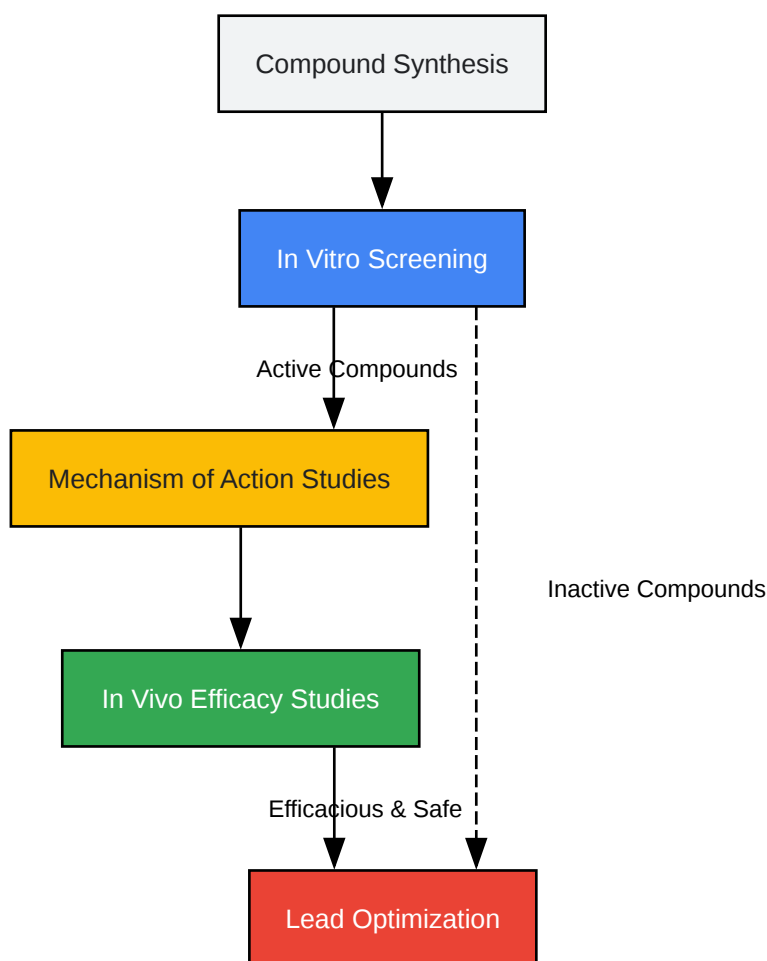 Compound Synthesis
In Vitro Screening
Active Compounds
Mechanism of Action Studies
Inactive Compounds
In Vivo Efficacy Studies
Efficacious & Safe
Lead Optimization